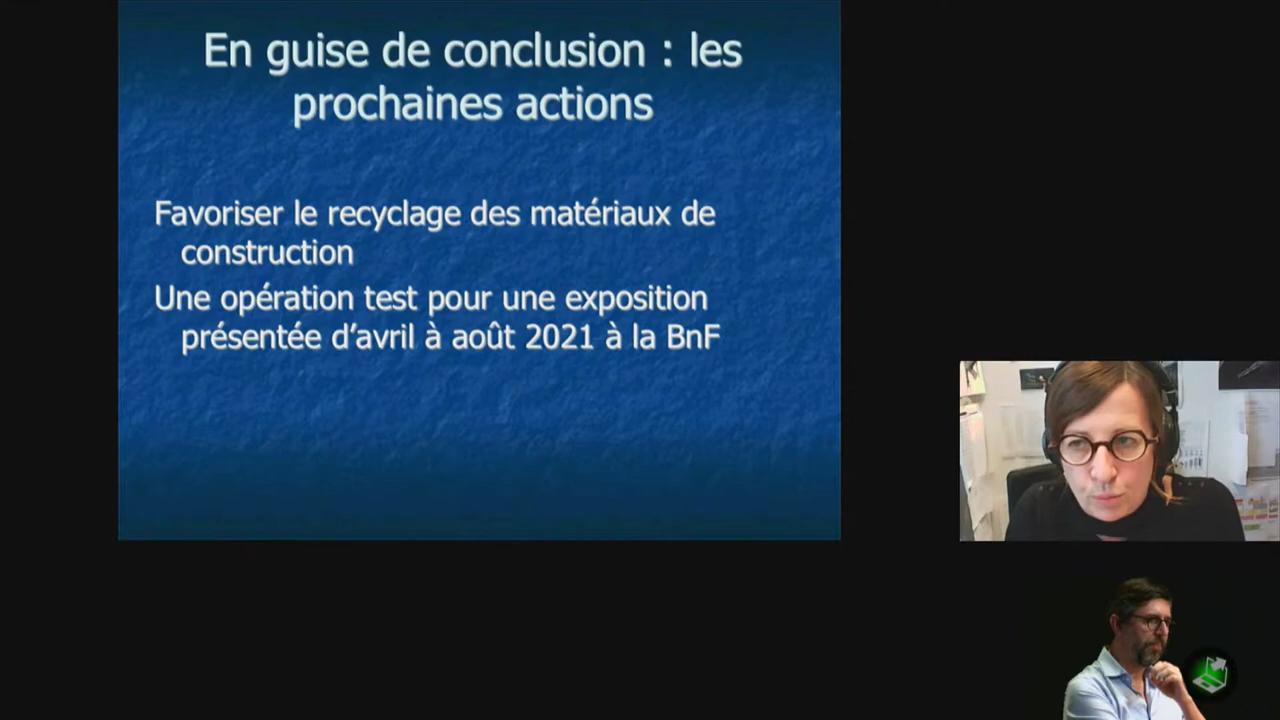 En guise de conclusion : les
prochaines actions
Favoriser le recyclage des matériaux de
construction
Une opération test pour une exposition
présentée d'avril à août 2021 à la BnF